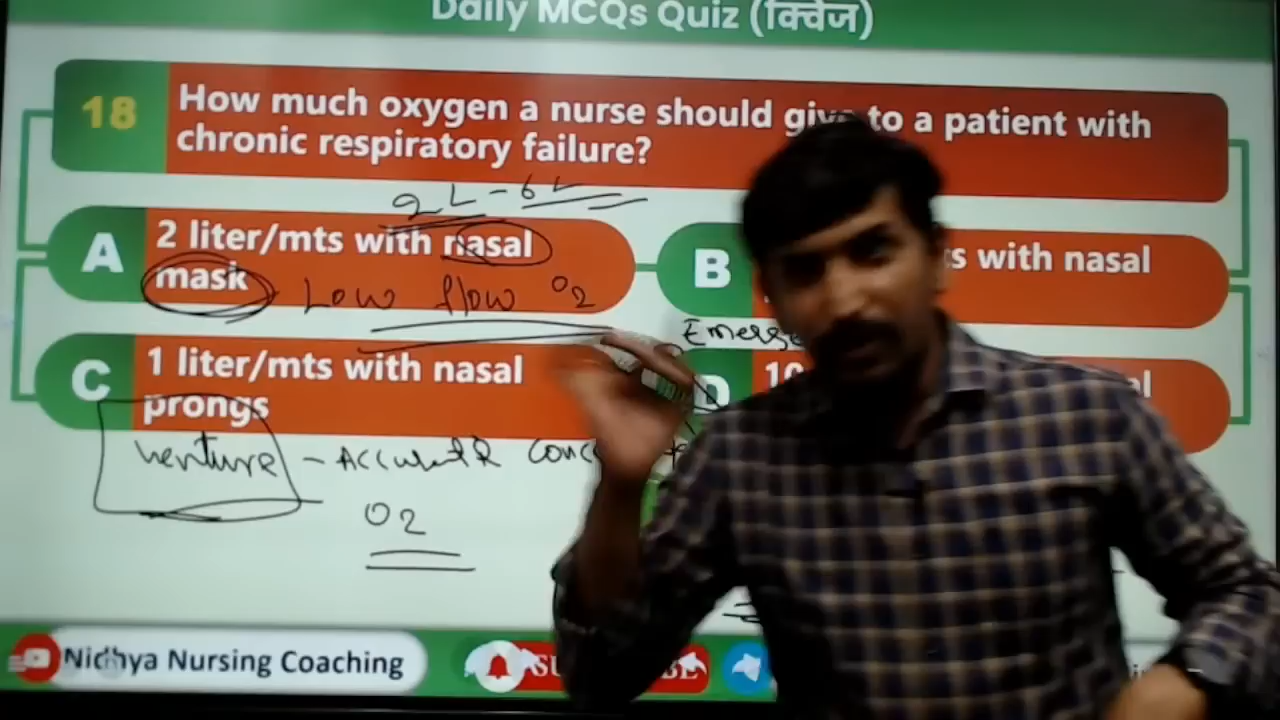 Daily MCQs Quiz (क्विज)
18
How much oxygen a nurse should give to a patient with
chronic respiratory failure?
2L - 6L
A
2 liter/mts with nasal
mask
Low flow O2
B
s with nasal
C
1 liter/mts with nasal
prongs
D
10
Venture - Accurate conc
O2
Nidhya Nursing Coaching